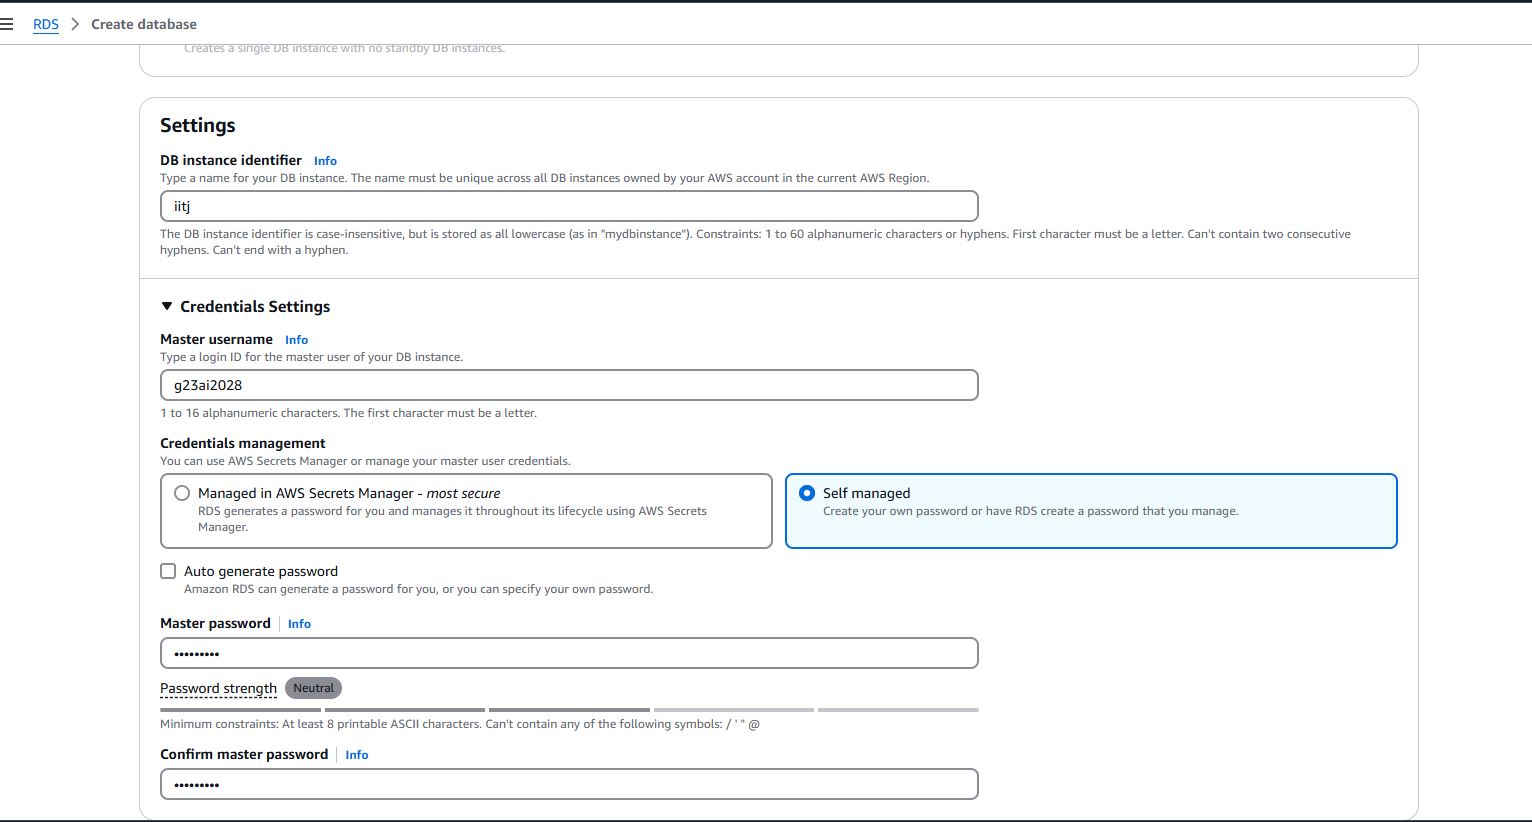 RDS > Create database
Creates a single DB instance with no standby DB instances.
Settings
DB instance identifier Info
Type a name for your DB instance. The name must be unique across all DB instances owned by your AWS account in the current AWS Region.
iitj
The DB instance identifier is case-insensitive, but is stored as all lowercase (as in "mydbinstance"). Constraints: 1 to 60 alphanumeric characters or hyphens. First character must be a letter. Can't contain two consecutive
hyphens. Can't end with a hyphen.
Credentials Settings
Master username Info
Type a login ID for the master user of your DB instance.
g23ai2028
1 to 16 alphanumeric characters. The first character must be a letter.
Credentials management
You can use AWS Secrets Manager or manage your master user credentials.
Managed in AWS Secrets Manager - most secure
RDS generates a password for you and manages it throughout its lifecycle using AWS Secrets
Manager.
Self managed
Create your own password or have RDS create a password that you manage.
Auto generate password
Amazon RDS can generate a password for you, or you can specify your own password.
Master password Info
•••••••••
Password strength Neutral
Minimum constraints: At least 8 printable ASCII characters. Can't contain any of the following symbols: / ' " @
Confirm master password Info
•••••••••